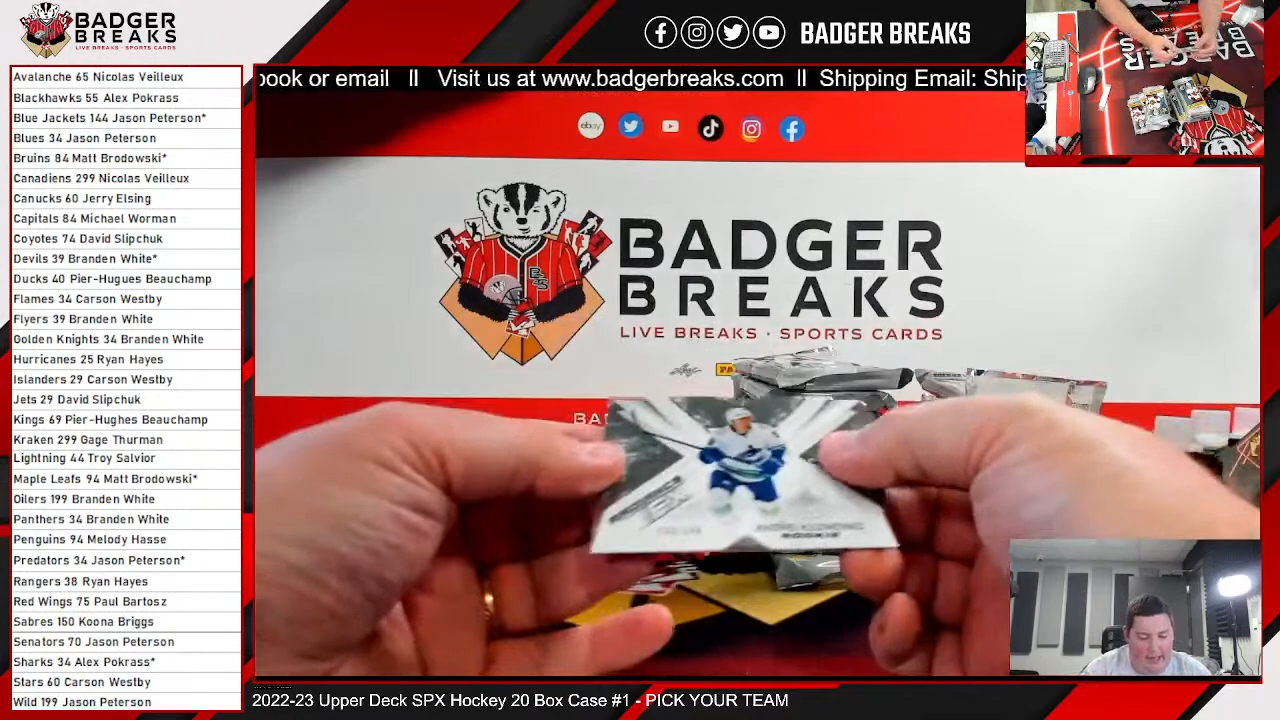 BADGER
BREAKS
LIVE BREAKS · SPORTS CARDS
BADGER BREAKS
Avalanche 65 Nicolas Veilleux
Blackhawks 55 Alex Pokrass
Blue Jackets 144 Jason Peterson*
Blues 34 Jason Peterson
Bruins 84 Matt Brodowski*
Canadiens 299 Nicolas Veilleux
Canucks 60 Jerry Elsing
Capitals 84 Michael Worman
Coyotes 74 David Slipchuk
Devils 39 Branden White*
Ducks 40 Pier-Hugues Beauchamp
Flames 34 Carson Westby
Flyers 39 Branden White
Golden Knights 34 Branden White
Hurricanes 25 Ryan Hayes
Islanders 29 Carson Westby
Jets 29 David Slipchuk
Kings 69 Pier-Hughes Beauchamp
Kraken 299 Gage Thurman
Lightning 44 Troy Salvior
Maple Leafs 94 Matt Brodowski*
Oilers 199 Branden White
Panthers 34 Branden White
Penguins 94 Melody Hasse
Predators 34 Jason Peterson*
Rangers 38 Ryan Hayes
Red Wings 75 Paul Bartosz
Sabres 150 Koona Briggs
Senators 70 Jason Peterson
Sharks 34 Alex Pokrass*
Stars 60 Carson Westby
Wild 199 Jason Peterson
book or email ll Visit us at www.badgerbreaks.com ll Shipping Email: Ship
ebay
BADGER
BREAKS
LIVE BREAKS · SPORTS CARDS
BA
ROOKIE
2022-23 Upper Deck SPX Hockey 20 Box Case #1 - PICK YOUR TEAM